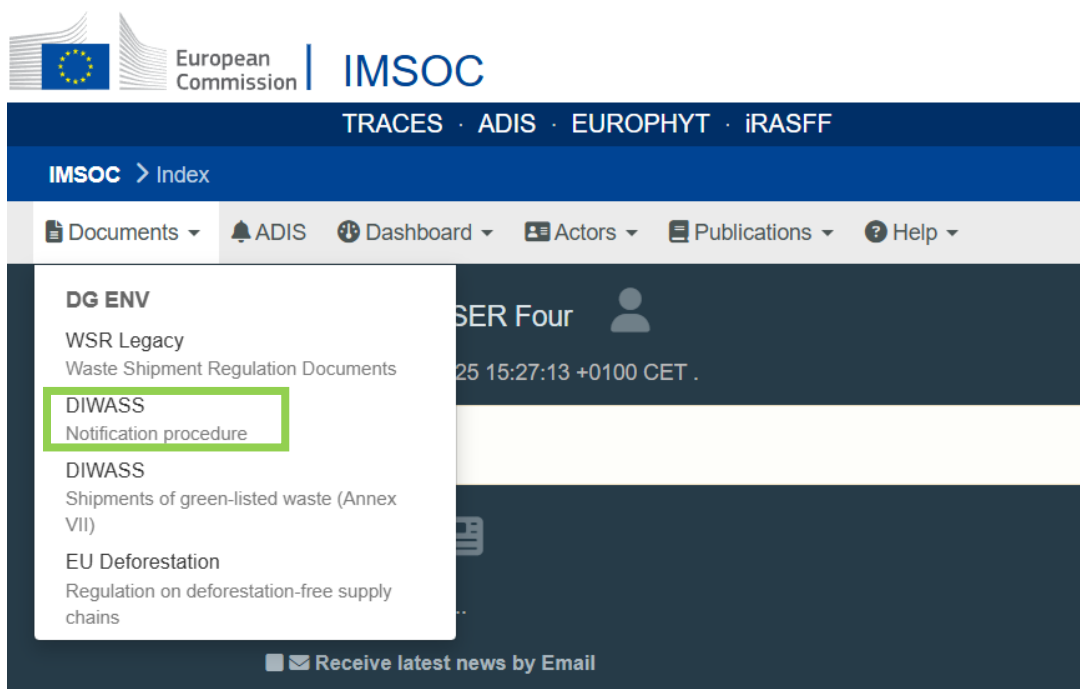 European
Commission
IMSOC
TRACES · ADIS · EUROPHYT · iRASFF
IMSOC > Index
Documents ADIS Dashboard Actors Publications Help
DG ENV
WSR Legacy
Waste Shipment Regulation Documents
DIWASS
Notification procedure
DIWASS
Shipments of green-listed waste (Annex
VII)
EU Deforestation
Regulation on deforestation-free supply
chains
SER Four
25 15:27:13 +0100 CET .
..
Receive latest news by Email